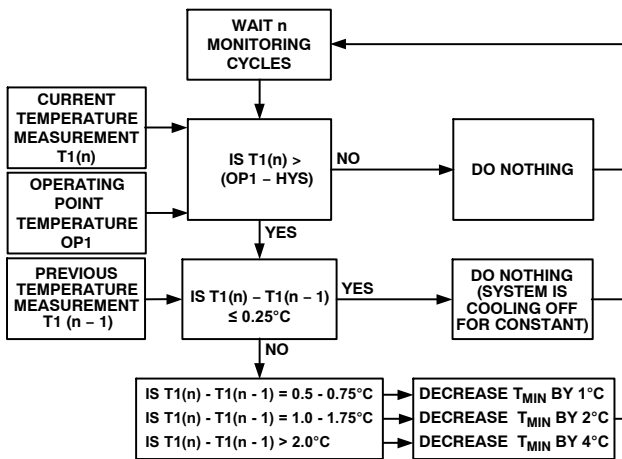 WAIT n
MONITORING
CYCLES
CURRENT
TEMPERATURE
MEASUREMENT
T1(n)
IS T1(n) >
(OP1 – HYS)
NO
DO NOTHING
OPERATING
POINT
TEMPERATURE
OP1
YES
PREVIOUS
TEMPERATURE
MEASUREMENT
T1 (n – 1)
IS T1(n) – T1(n – 1)
≤ 0.25°C
YES
DO NOTHING
(SYSTEM IS
COOLING OFF
FOR CONSTANT)
NO
IS T1(n) - T1(n - 1) = 0.5 - 0.75°C
DECREASE TMIN BY 1°C
IS T1(n) - T1(n - 1) = 1.0 - 1.75°C
DECREASE TMIN BY 2°C
IS T1(n) - T1(n - 1) > 2.0°C
DECREASE TMIN BY 4°C